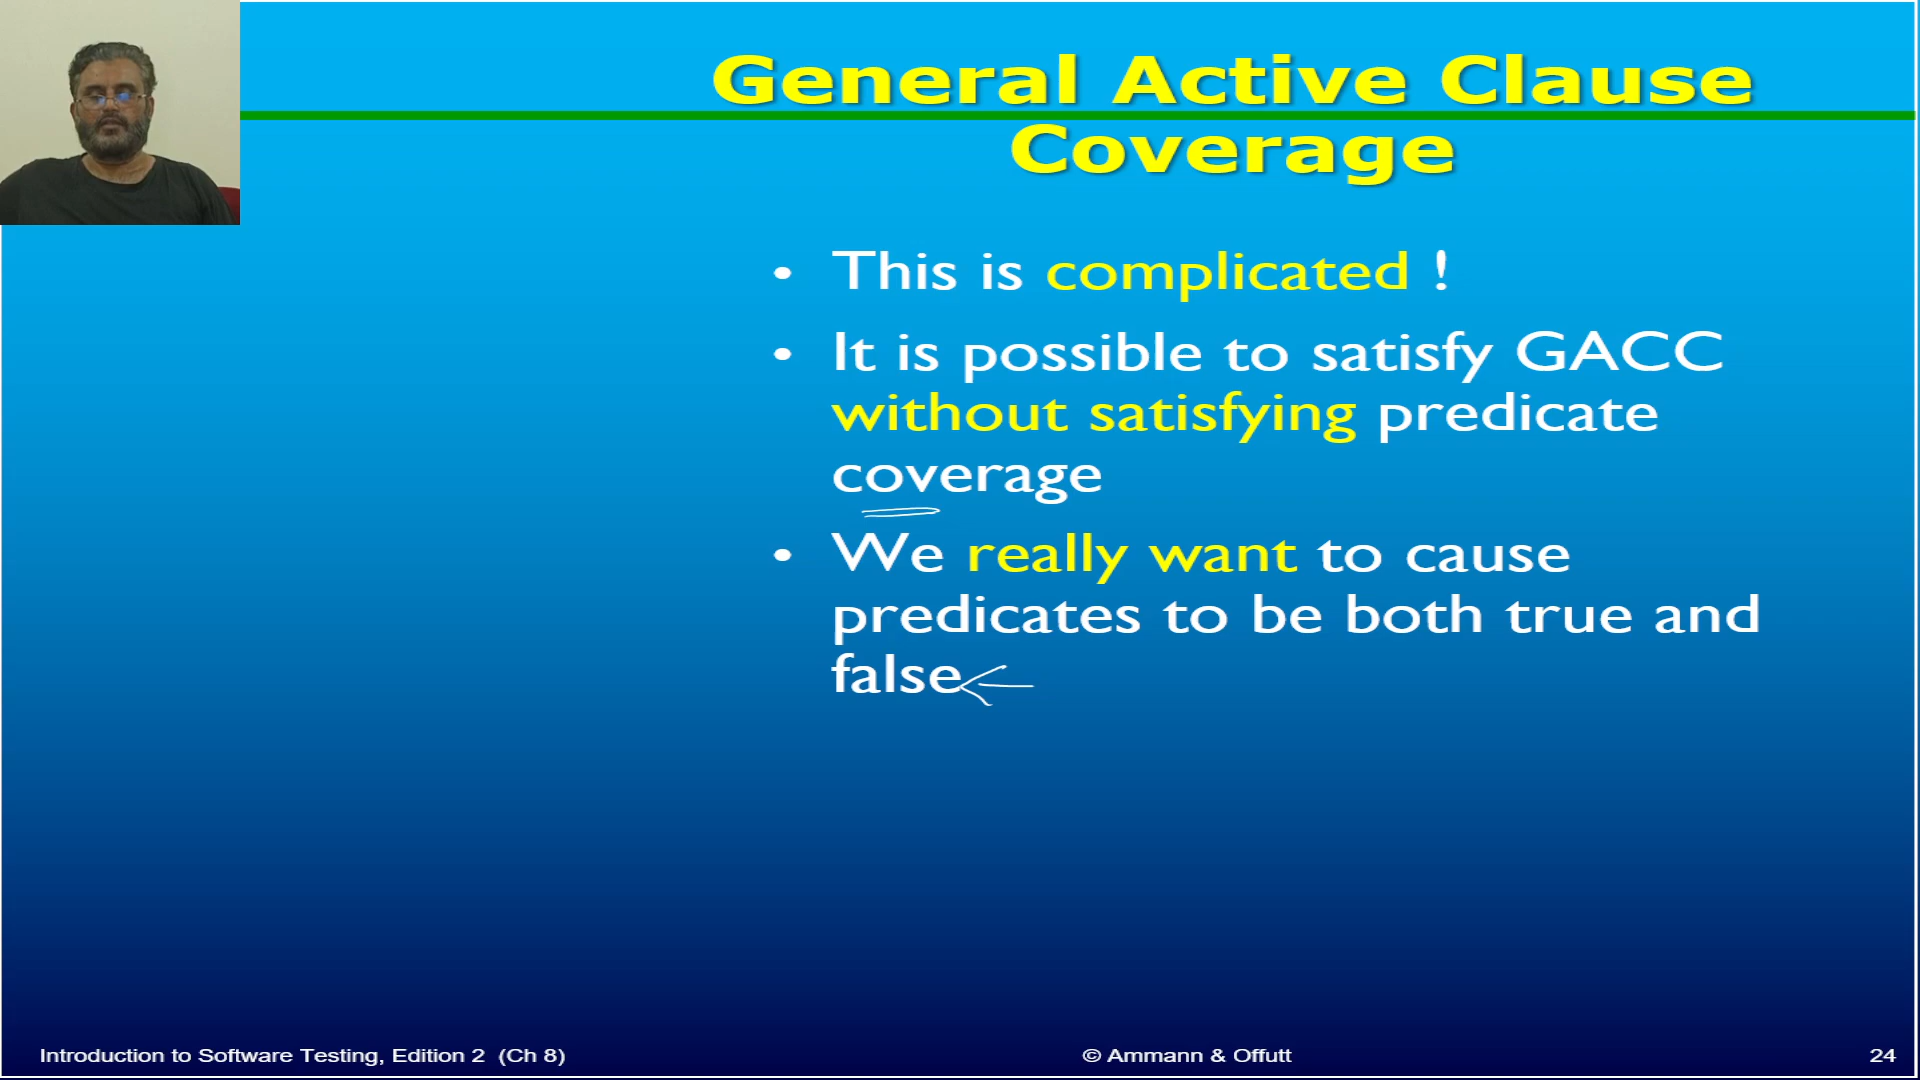 General Active Clause
Coverage
• This is complicated !
• It is possible to satisfy GACC
without satisfying predicate
coverage
• We really want to cause
predicates to be both true and
false
Introduction to Software Testing, Edition 2 (Ch 8)
© Ammann & Offutt
24